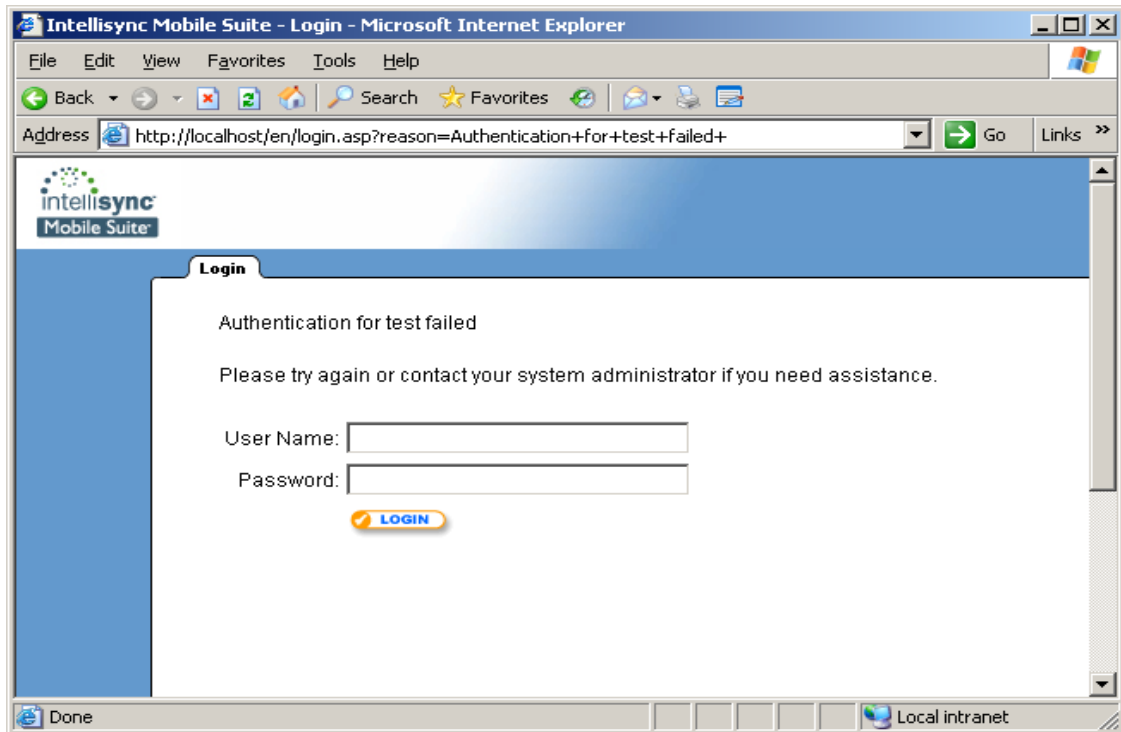 Intellisync Mobile Suite - Login - Microsoft Internet Explorer
File Edit View Favorites Tools Help
Back Search Favorites
Address http://localhost/en/login.asp?reason=Authentication+for+test+failed+ Go Links »
intellisync
Mobile Suite
Login
Authentication for test failed
Please try again or contact your system administrator if you need assistance.
User Name:
Password:
LOGIN
Done Local intranet